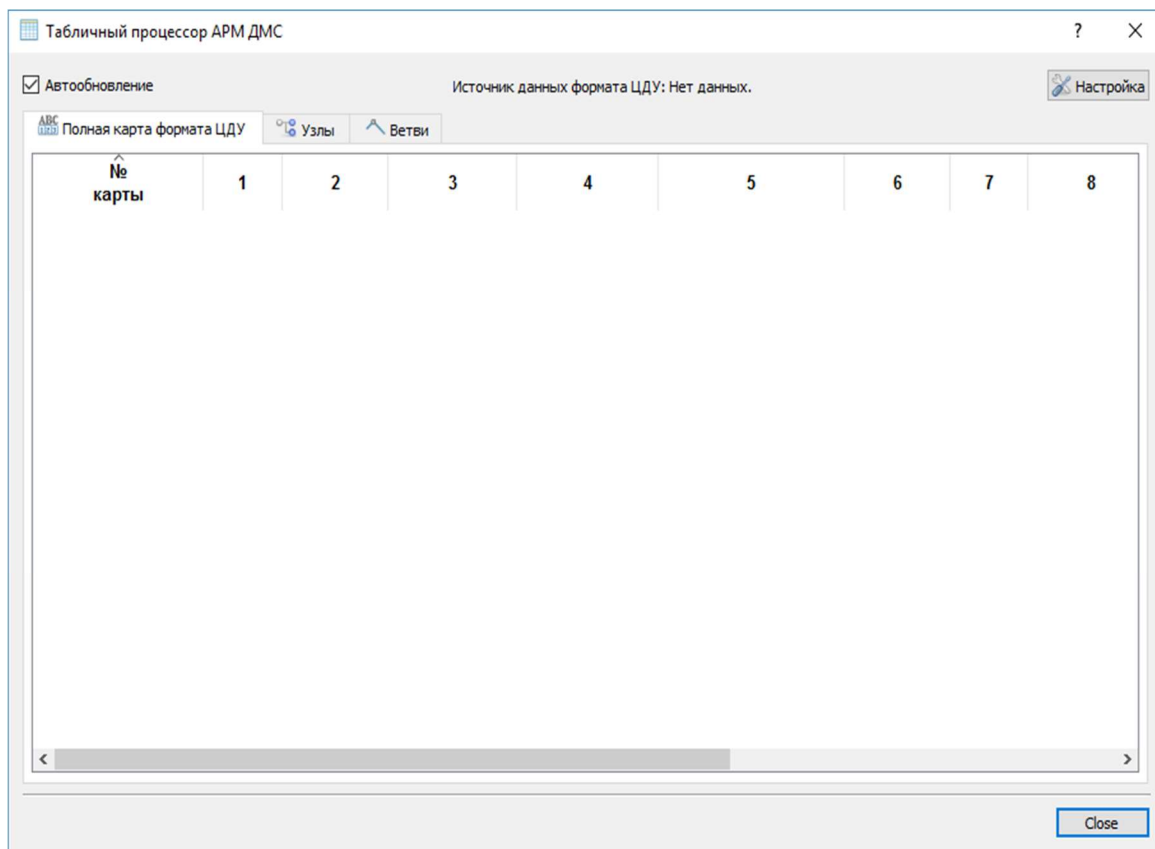 Табличный процессор АРМ ДМС ?
Автообновление Источник данных формата ЦДУ: Нет данных. Настройка
ABC Полная карта формата ЦДУ Узлы Ветви
№ карты 1 2 3 4 5 6 7 8
Close